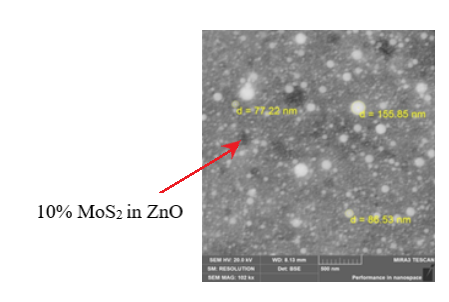 d = 77.22 nm
d = 155.85 nm
d = 86.53 nm
10% MoS₂ in ZnO
SEM HV: 20.0 kV WD: 8.13 mm MIRA3 TESCAN
SM: RESOLUTION Det: BSE 500 nm
SEM MAG: 102 kx Performance in nanospace